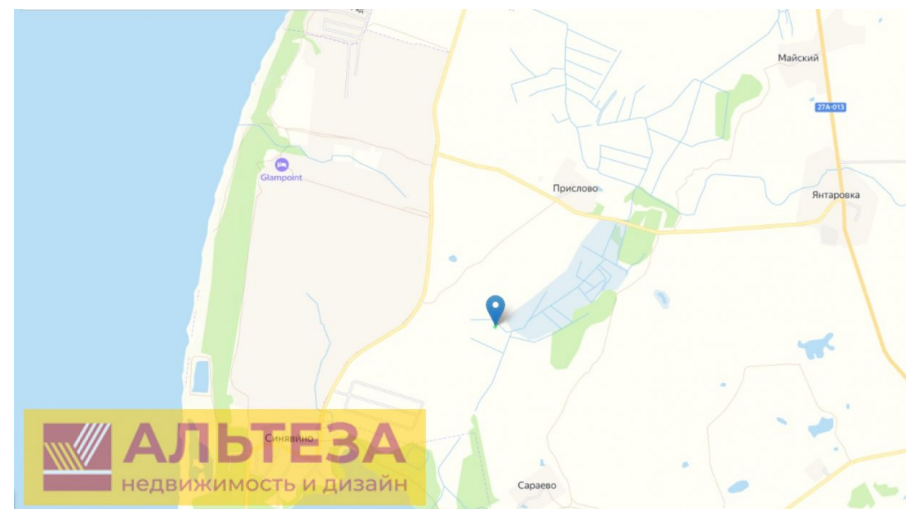 Майский
27А-013
Glampoint
Прислово
Янтаровка
Синявино
АЛЬТЕЗА
недвижимость и дизайн
Сараево